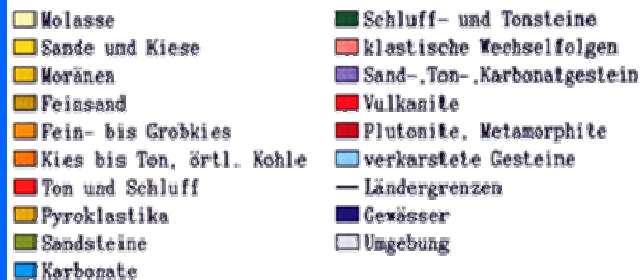 Molasse
Sande und Kiese
Moränen
Feinsand
Fein- bis Grobkies
Kies bis Ton, örtl. Kohle
Ton und Schluff
Pyroklastika
Sandsteine
Karbonate
Schluff- und Tonsteine
klastische Wechselfolgen
Sand-,Ton-,Karbonatgestein
Vulkanite
Plutonite, Metamorphite
verkarstete Gesteine
Ländergrenzen
Gewässer
Umgebung